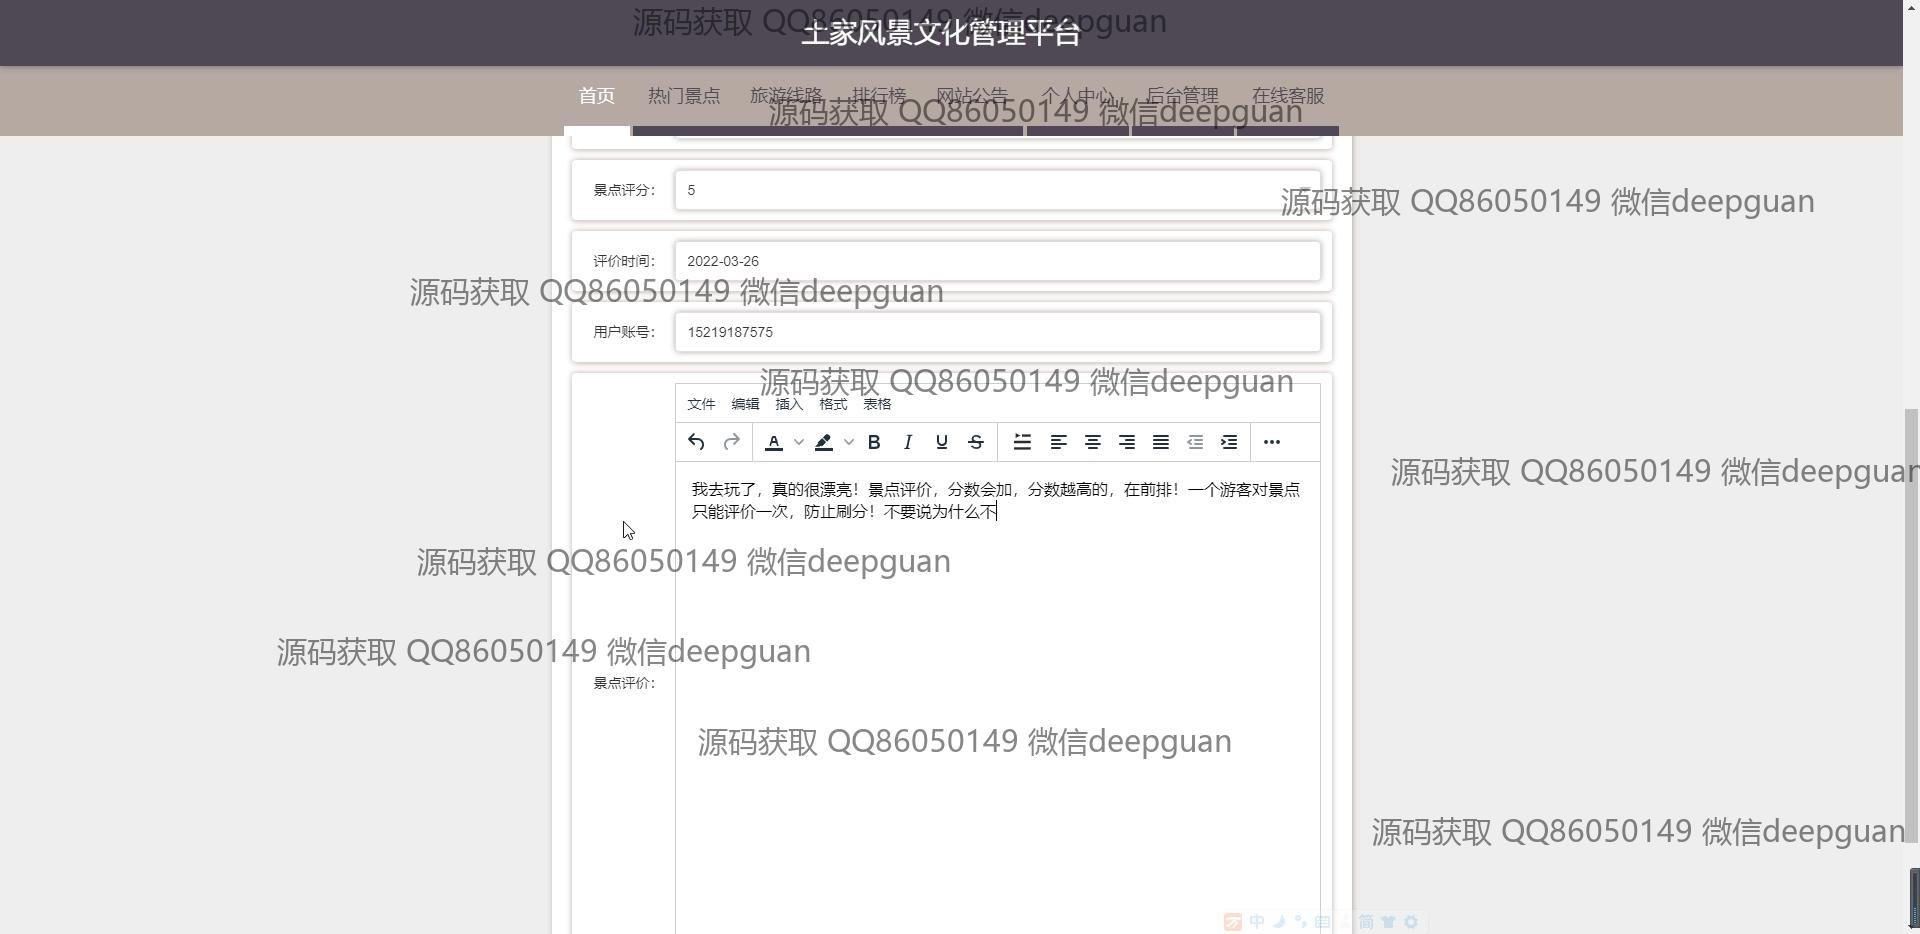 源码获取 QQ86050149 微信deepguan
土家风景文化管理平台
首页 热门景点 旅游线路 排行榜 网站公告 个人中心 后台管理 在线客服
源码获取 QQ86050149 微信deepguan
景点评分： 5
源码获取 QQ86050149 微信deepguan
评价时间： 2022-03-26
源码获取 QQ86050149 微信deepguan
用户账号： 15219187575
源码获取 QQ86050149 微信deepguan
文件 编辑 插入 格式 表格
A B I U S
源码获取 QQ86050149 微信deepguan
我去玩了，真的很漂亮！景点评价，分数会加，分数越高的，在前排！一个游客对景点
只能评价一次，防止刷分！不要说为什么不
源码获取 QQ86050149 微信deepguan
源码获取 QQ86050149 微信deepguan
景点评价：
源码获取 QQ86050149 微信deepguan
源码获取 QQ86050149 微信deepguan
中 简